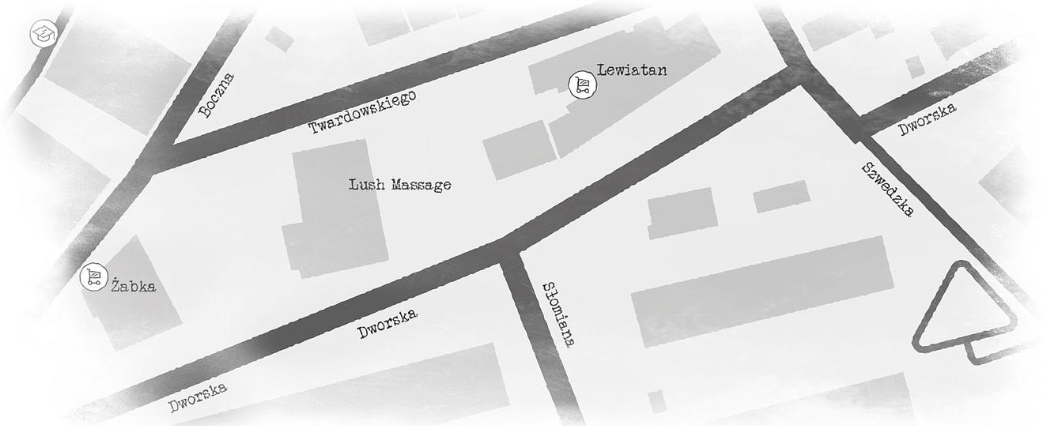 Lewiatan
Boczna
Twardowskiego
Dworska
Lush Massage
Szwedzka
Żabka
Słomiana
Dworska
Dworska